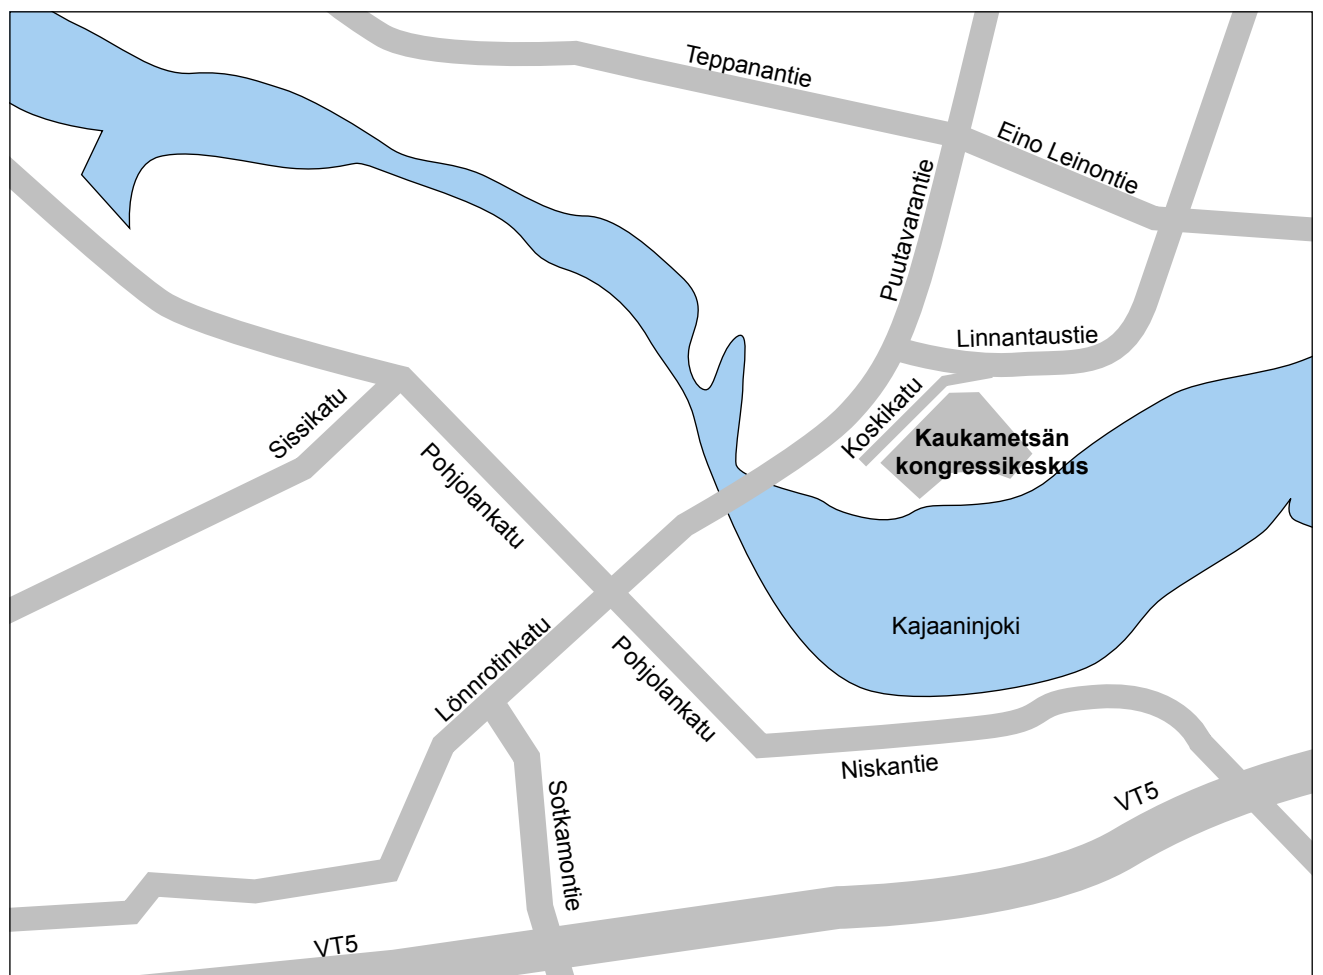 Teppanantie
Eino Leinontie
Puutavarantie
Linnantaustie
Koskikatu
Kaukametsän
kongressikeskus
Sissikatu
Pohjolankatu
Kajaaninjoki
Lönnrotinkatu
Pohjolankatu
Niskantie
Sotkamontie
VT5
VT5